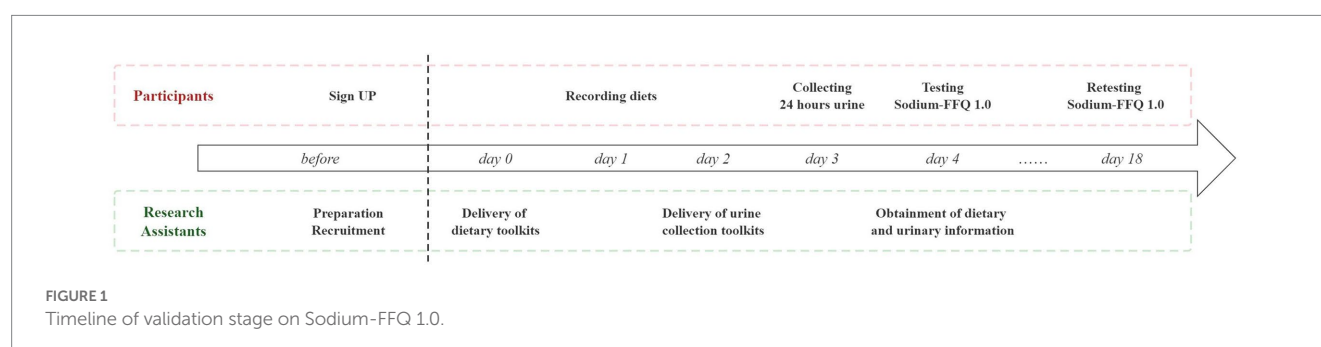 Participants
Sign UP
Recording diets
Collecting
24 hours urine
Testing
Sodium-FFQ 1.0
Retesting
Sodium-FFQ 1.0
before
day 0
day 1
day 2
day 3
day 4
......
day 18
Research
Assistants
Preparation
Recruitment
Delivery of
dietary toolkits
Delivery of urine
collection toolkits
Obtainment of dietary
and urinary information
FIGURE 1
Timeline of validation stage on Sodium-FFQ 1.0.